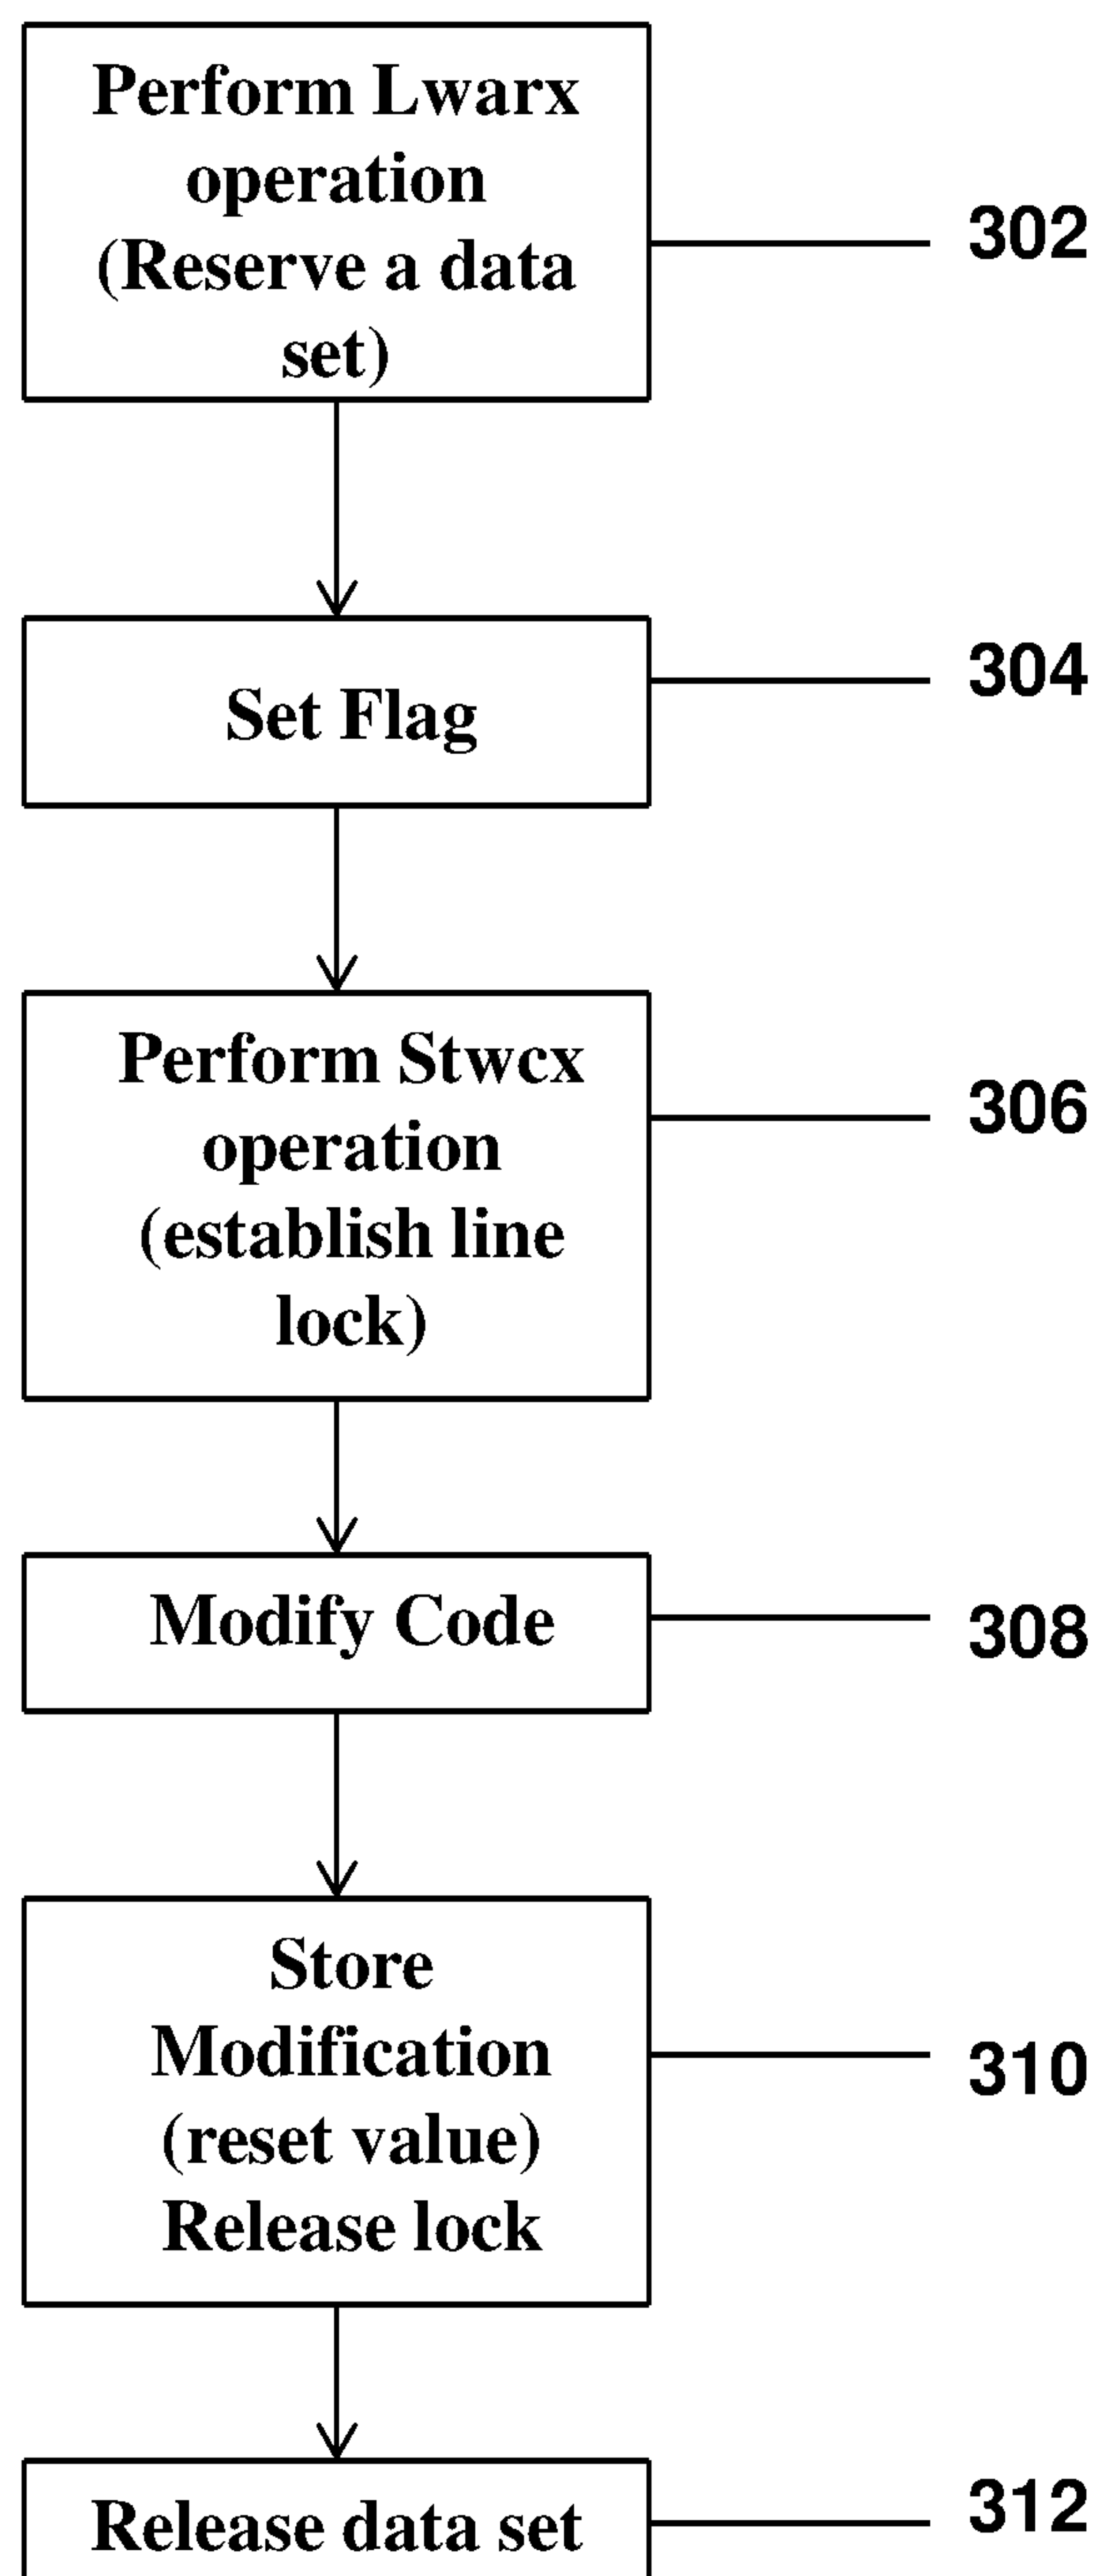 Perform Lwarx
operation
(Reserve a data
set)
302
Set Flag
304
Perform Stwcx
operation
(establish line
lock)
306
Modify Code
308
Store
Modification
(reset value)
Release lock
310
Release data set
312